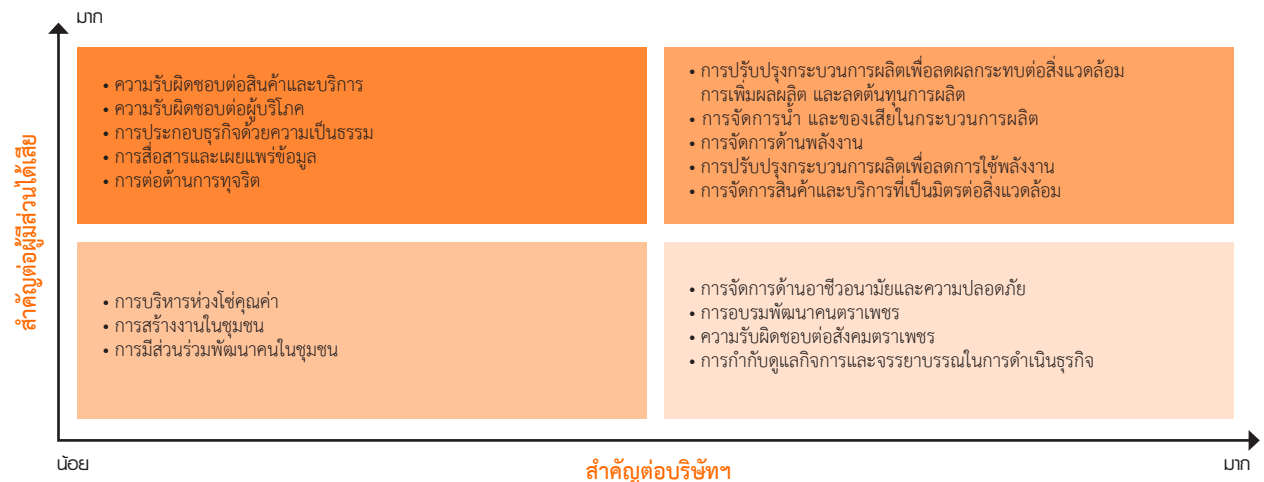 มาก
สำคัญต่อผู้มีส่วนได้เสีย
• ความรับผิดชอบต่อสินค้าและบริการ
• ความรับผิดชอบต่อผู้บริโภค
• การประกอบธุรกิจด้วยความเป็นธรรม
• การสื่อสารและเผยแพร่ข้อมูล
• การต่อต้านการทุจริต
• การปรับปรุงกระบวนการผลิตเพื่อลดผลกระทบต่อสิ่งแวดล้อม
การเพิ่มผลผลิต และลดต้นทุนการผลิต
• การจัดการน้ำ และของเสียในกระบวนการผลิต
• การจัดการด้านพลังงาน
• การปรับปรุงกระบวนการผลิตเพื่อลดการใช้พลังงาน
• การจัดการสินค้าและบริการที่เป็นมิตรต่อสิ่งแวดล้อม
• การบริหารห่วงโซ่คุณค่า
• การสร้างงานในชุมชน
• การมีส่วนร่วมพัฒนาคนในชุมชน
• การจัดการด้านอาชีวอนามัยและความปลอดภัย
• การอบรมพัฒนาคนตราเพชร
• ความรับผิดชอบต่อสังคมตราเพชร
• การกำกับดูแลกิจการและจรรยาบรรณในการดำเนินธุรกิจ
น้อย
สำคัญต่อบริษัทฯ
มาก